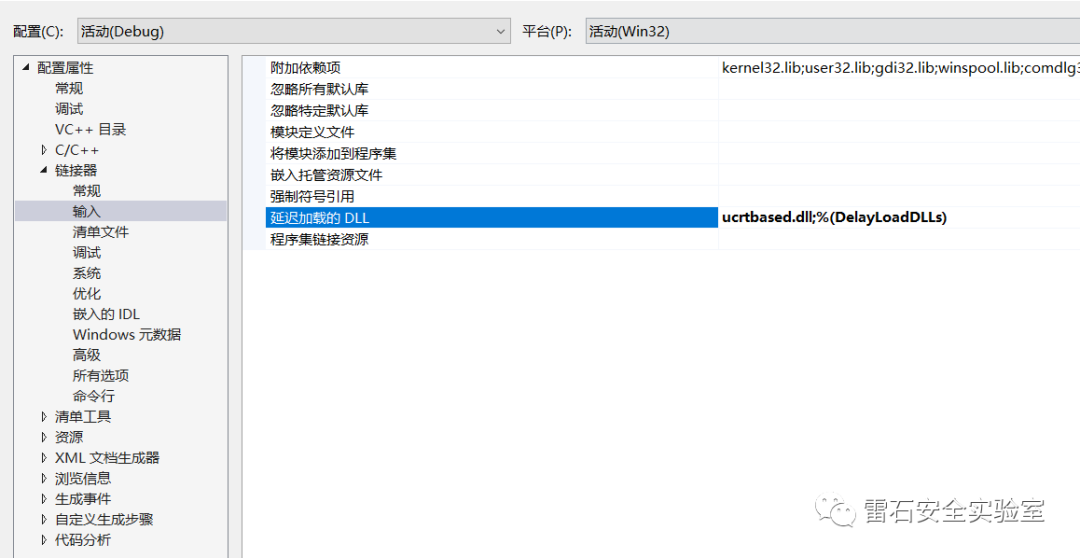 配置(C): 活动(Debug) 平台(P): 活动(Win32)
配置属性
常规
调试
VC++ 目录
C/C++
链接器
常规
输入
清单文件
调试
系统
优化
嵌入的 IDL
Windows 元数据
高级
所有选项
命令行
清单工具
资源
XML 文档生成器
浏览信息
生成事件
自定义生成步骤
代码分析
附加依赖项 kernel32.lib;user32.lib;gdi32.lib;winspool.lib;comdlg3
忽略所有默认库
忽略特定默认库
模块定义文件
将模块添加到程序集
嵌入托管资源文件
强制符号引用
延迟加载的 DLL ucrtbased.dll;%(DelayLoadDLLs)
程序集链接资源
雷石安全实验室